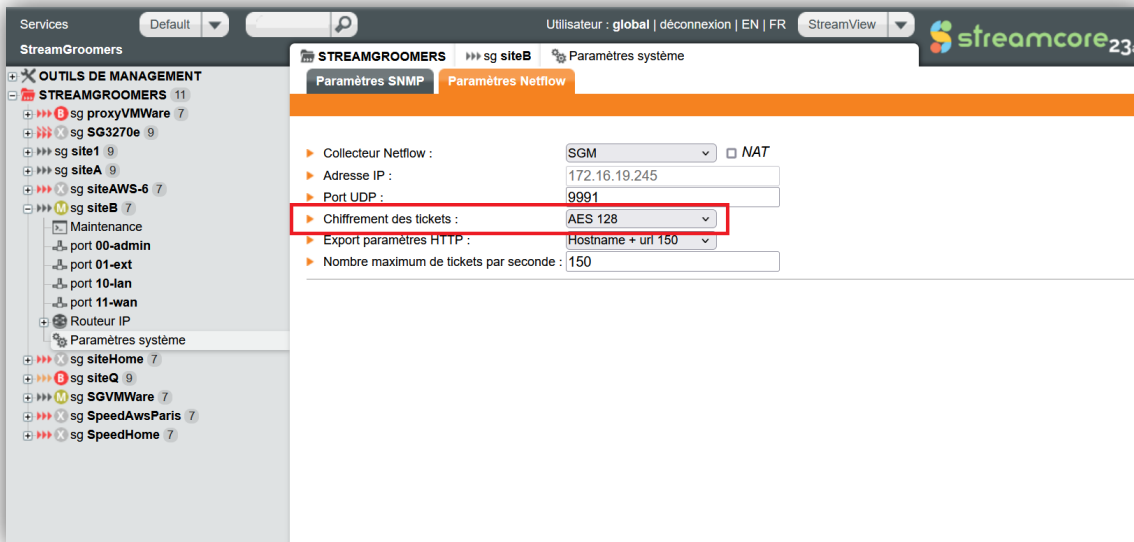 Services Default Utilisateur : global | déconnexion | EN | FR StreamView
streamcore
StreamGroomers
STREAMGROOMERS sg siteB Paramètres système
Paramètres SNMP Paramètres Netflow
OUTILS DE MANAGEMENT
STREAMGROOMERS 11
B sg proxyVMWare 7
X sg SG3270e 9
sg site1 9
sg siteA 9
X sg siteAWS-6 7
M sg siteB 7
Maintenance
port 00-admin
port 01-ext
port 10-lan
port 11-wan
Routeur IP
Paramètres système
X sg siteHome 7
B sg siteQ 9
M sg SGVMWare 7
X sg SpeedAwsParis 7
X sg SpeedHome 7
Collecteur Netflow : SGM NAT
Adresse IP : 172.16.19.245
Port UDP : 9991
Chiffrement des tickets : AES 128
Export paramètres HTTP : Hostname + url 150
Nombre maximum de tickets par seconde : 150